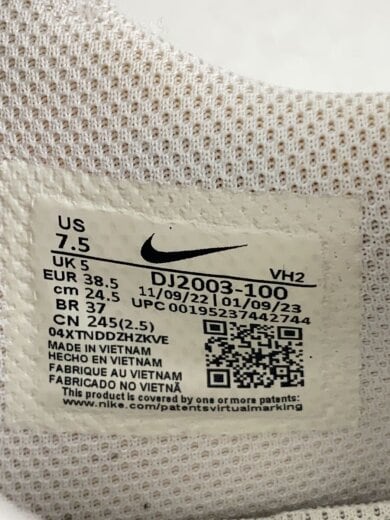 US
7.5
VH2
UK 5
DJ2003-100
EUR 38.5
11/09/22 | 01/09/23
cm 24.5
UPC 00195237442744
BR 37
CN 245(2.5)
04XTNDDZHZKVE
MADE IN VIETNAM
HECHO EN VIETNAM
FABRIQUE AU VIETNAM
FABRICADO NO VIETNÃ
This product is covered by one or more patents:
www.nike.com/patentsvirtualmarking